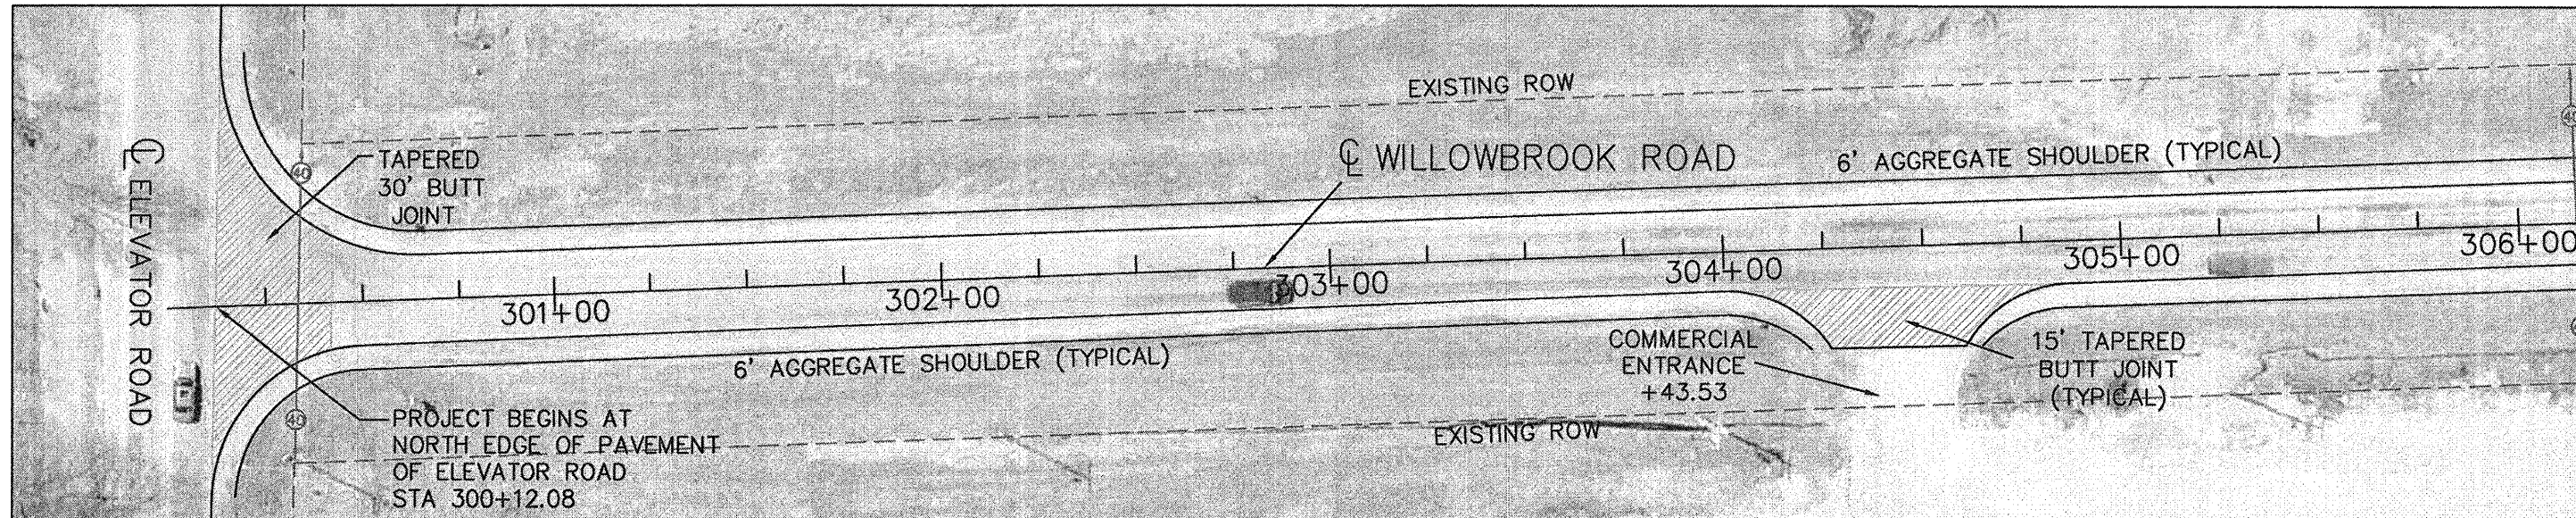 EXISTING ROW
℄ WILLOWBROOK ROAD
6' AGGREGATE SHOULDER (TYPICAL)
40
40
TAPERED
30' BUTT
JOINT
℄ ELEVATOR ROAD
301+00
302+00
303+00
304+00
305+00
306+00
6' AGGREGATE SHOULDER (TYPICAL)
COMMERCIAL
ENTRANCE
+43.53
15' TAPERED
BUTT JOINT
(TYPICAL)
40
PROJECT BEGINS AT
NORTH EDGE OF PAVEMENT
OF ELEVATOR ROAD
STA 300+12.08
EXISTING ROW